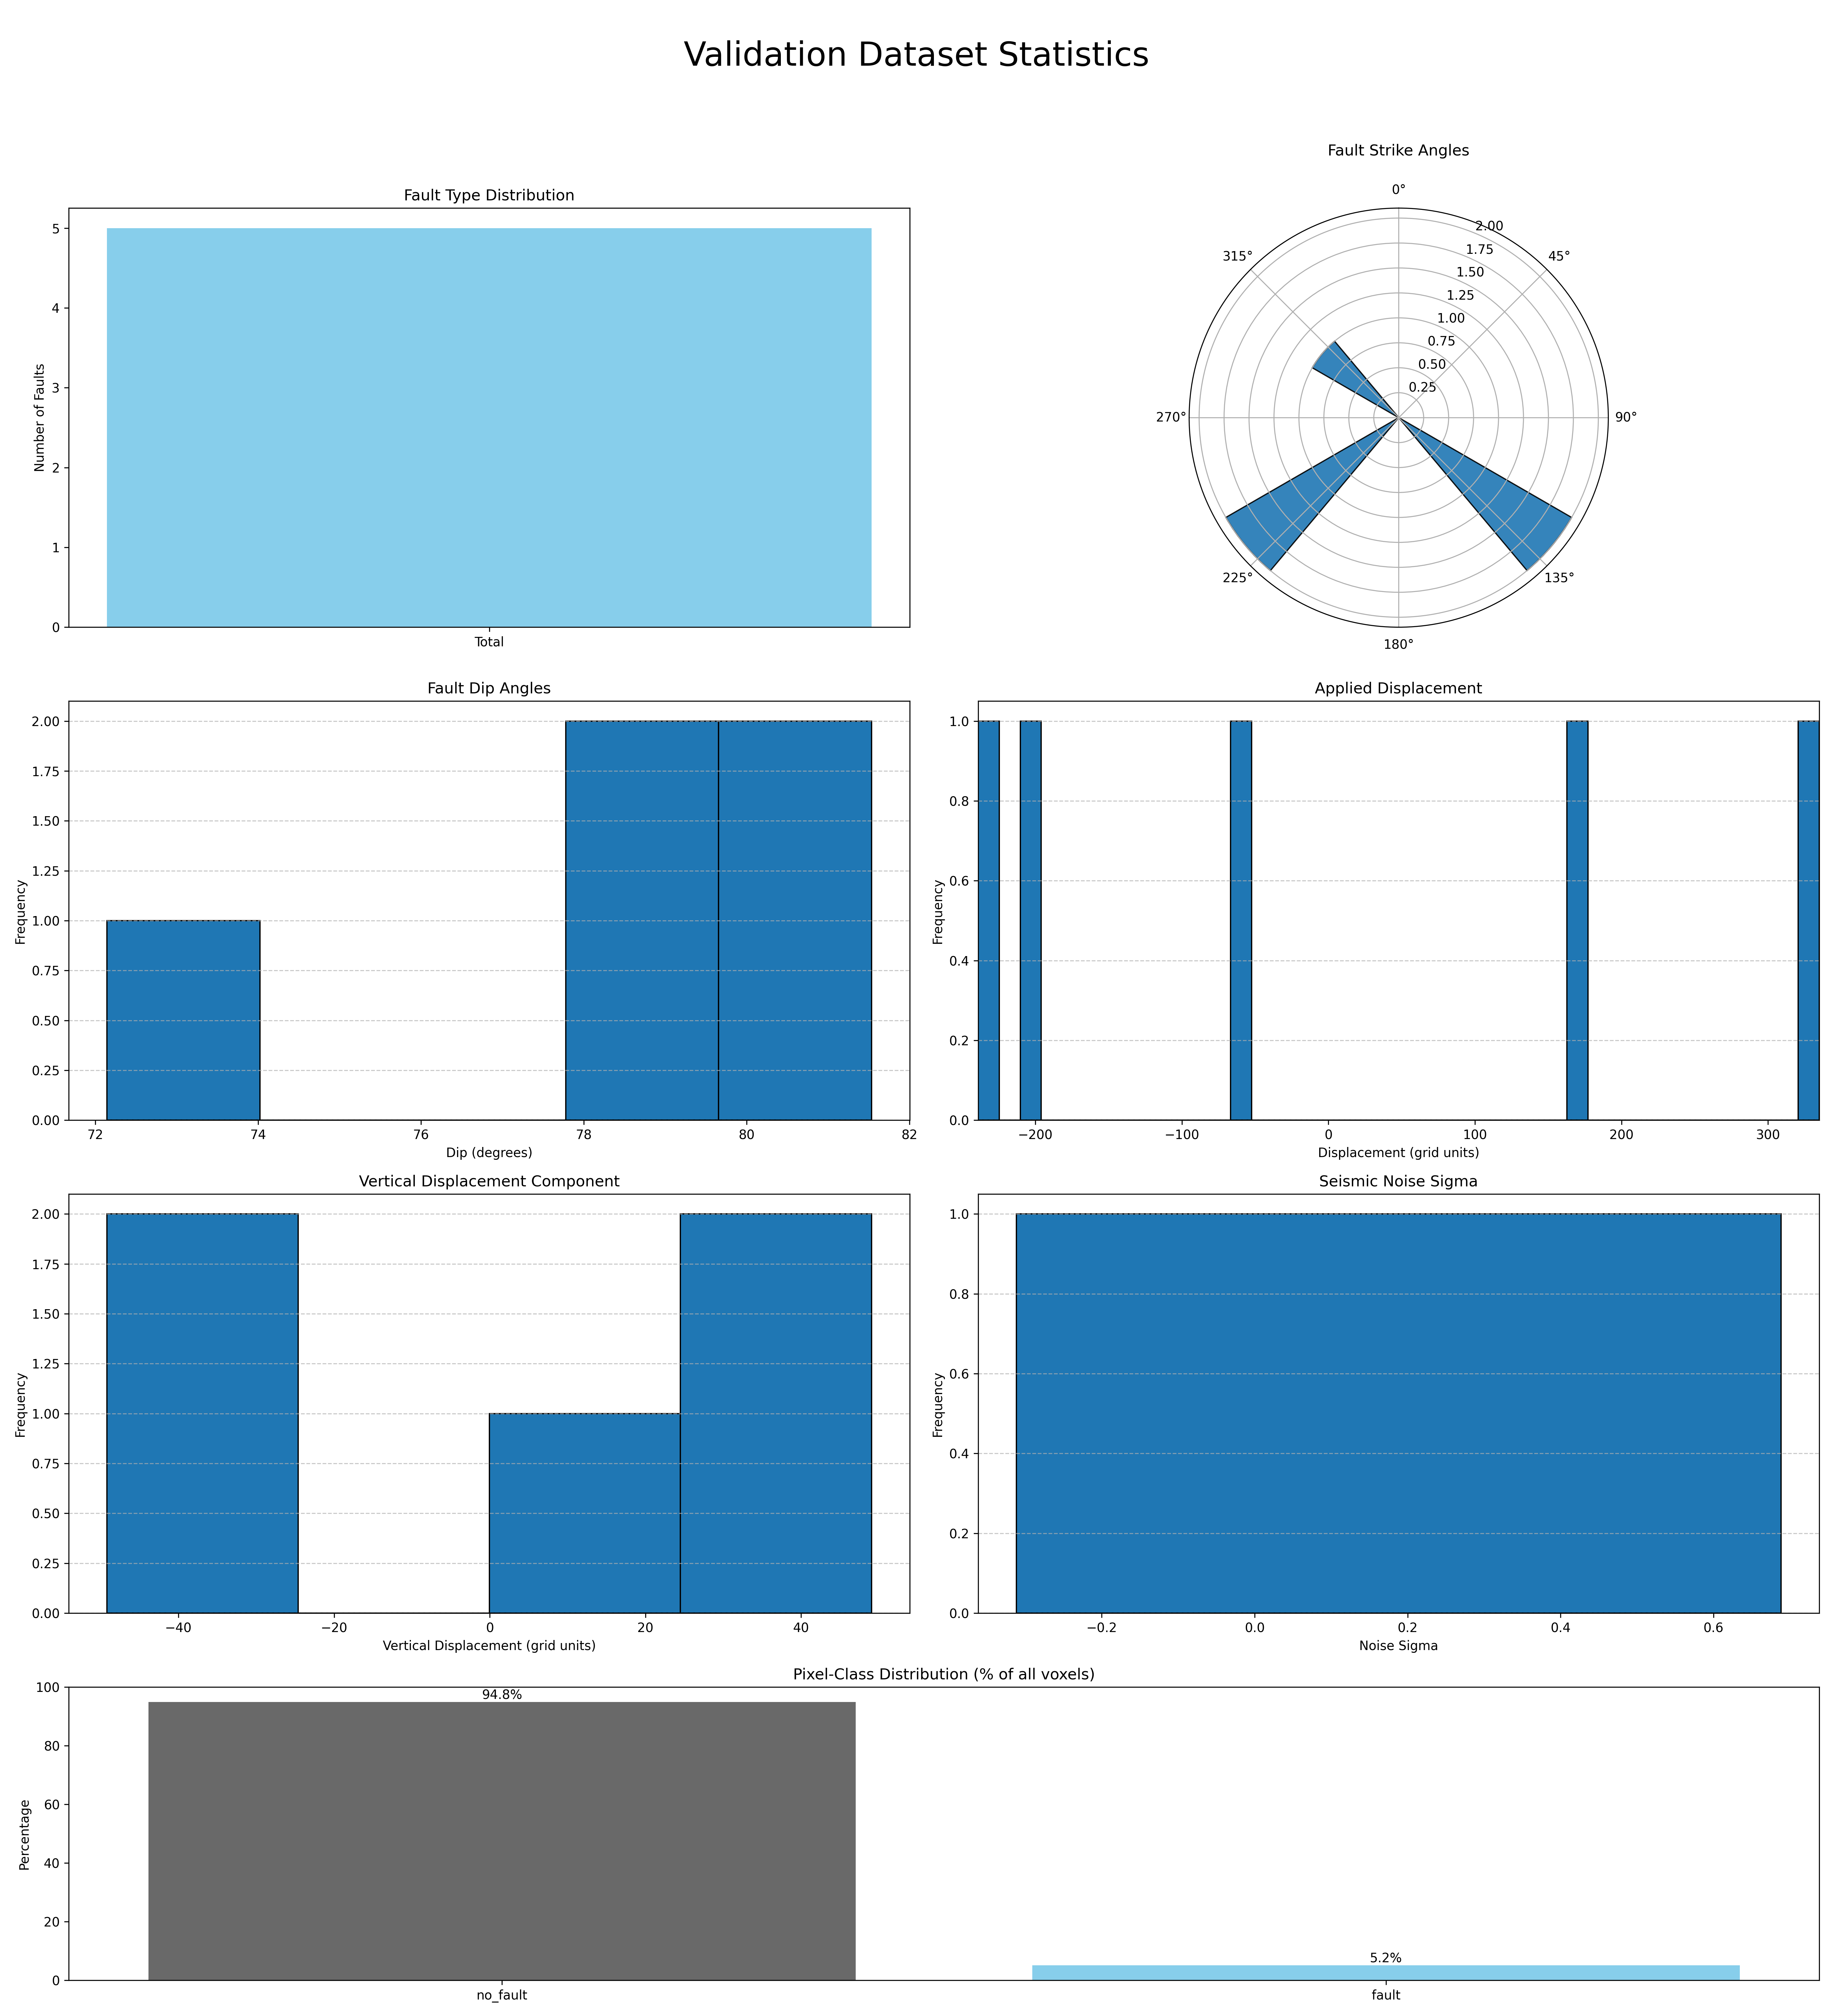 Validation Dataset Statistics
Fault Type Distribution
Number of Faults
5
4
3
2
1
0
Total
Fault Strike Angles
0°
45°
90°
135°
180°
225°
270°
315°
2.00
1.75
1.50
1.25
1.00
0.75
0.50
0.25
Fault Dip Angles
Frequency
2.00
1.75
1.50
1.25
1.00
0.75
0.50
0.25
0.00
72 74 76 78 80 82
Dip (degrees)
Applied Displacement
Frequency
1.0
0.8
0.6
0.4
0.2
0.0
−200 −100 0 100 200 300
Displacement (grid units)
Vertical Displacement Component
Frequency
2.00
1.75
1.50
1.25
1.00
0.75
0.50
0.25
0.00
−40 −20 0 20 40
Vertical Displacement (grid units)
Seismic Noise Sigma
Frequency
1.0
0.8
0.6
0.4
0.2
0.0
−0.2 0.0 0.2 0.4 0.6
Noise Sigma
Pixel-Class Distribution (% of all voxels)
Percentage
100
80
60
40
20
0
94.8%
5.2%
no_fault fault